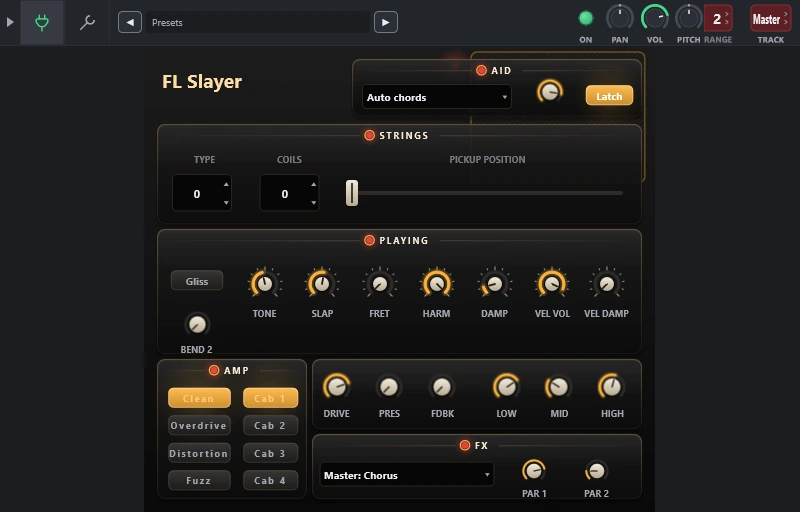 Presets
2
Master
ON
PAN
VOL
PITCH
RANGE
TRACK
FL Slayer
AID
Auto chords
Latch
STRINGS
TYPE
COILS
PICKUP POSITION
0
0
PLAYING
Gliss
TONE
SLAP
FRET
HARM
DAMP
VEL VOL
VEL DAMP
BEND 2
AMP
Clean
Cab 1
Overdrive
Cab 2
Distortion
Cab 3
Fuzz
Cab 4
DRIVE
PRES
FDBK
LOW
MID
HIGH
FX
Master: Chorus
PAR 1
PAR 2